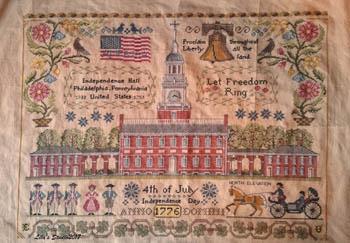 Proclaim Throughout
Liberty all the
land.
Independence Hall
Philadelphia, Pennsylvania
United States
Let Freedom
Ring
4th of July
Independence Day
ANNO 1776 DOMINI
NORTH ELEVATION